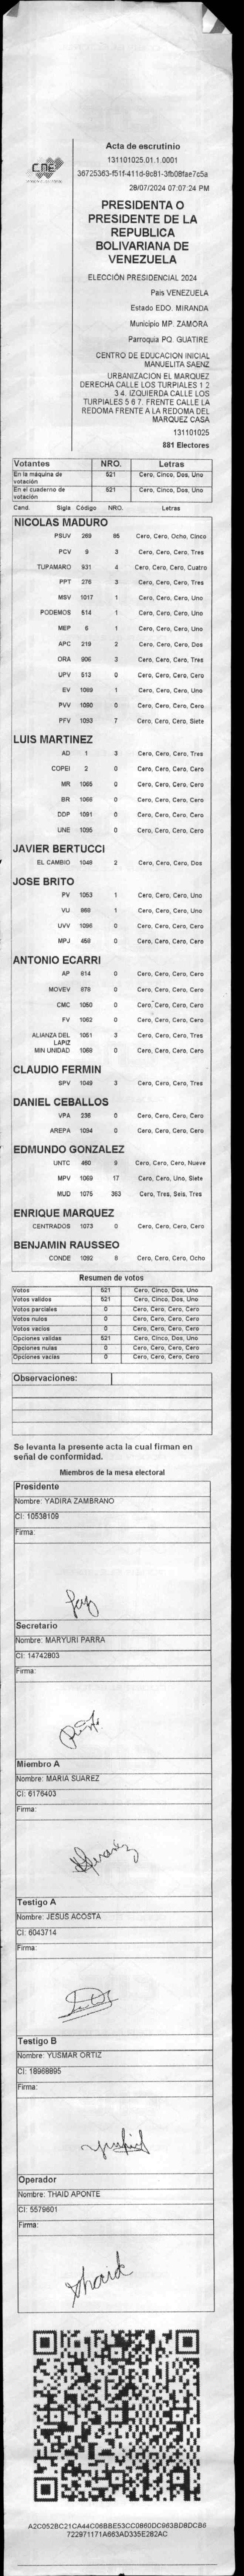 CNE
Acta de escrutinio
131101025.01.1.0001
36725363-f51f-411d-9c81-3fb08fae7c5a
28/07/2024 07:07:24 PM
PRESIDENTA O
PRESIDENTE DE LA
REPUBLICA
BOLIVARIANA DE
VENEZUELA
ELECCIÓN PRESIDENCIAL 2024
Pais VENEZUELA
Estado EDO. MIRANDA
Municipio MP. ZAMORA
Parroquia PQ. GUATIRE
CENTRO DE EDUCACION INICIAL
MANUELITA SAENZ
URBANIZACION EL MARQUEZ
DERECHA CALLE LOS TURPIALES 1 2
3 4. IZQUIERDA CALLE LOS
TURPIALES 5 6 7. FRENTE CALLE LA
REDOMA FRENTE A LA REDOMA DEL
MARQUEZ CASA
131101025
881 Electores
Votantes NRO. Letras
En la máquina de votación 521 Cero, Cinco, Dos, Uno
En el cuaderno de votación 521 Cero, Cinco, Dos, Uno
Cand. Sigla Código NRO. Letras
NICOLAS MADURO
PSUV 269 85 Cero, Cero, Ocho, Cinco
PCV 9 3 Cero, Cero, Cero, Tres
TUPAMARO 931 4 Cero, Cero, Cero, Cuatro
PPT 276 3 Cero, Cero, Cero, Tres
MSV 1017 1 Cero, Cero, Cero, Uno
PODEMOS 514 1 Cero, Cero, Cero, Uno
MEP 6 1 Cero, Cero, Cero, Uno
APC 219 2 Cero, Cero, Cero, Dos
ORA 906 3 Cero, Cero, Cero, Tres
UPV 513 0 Cero, Cero, Cero, Cero
EV 1089 1 Cero, Cero, Cero, Uno
PVV 1090 0 Cero, Cero, Cero, Cero
PFV 1093 7 Cero, Cero, Cero, Siete
LUIS MARTINEZ
AD 1 3 Cero, Cero, Cero, Tres
COPEI 2 0 Cero, Cero, Cero, Cero
MR 1065 0 Cero, Cero, Cero, Cero
BR 1066 0 Cero, Cero, Cero, Cero
DDP 1091 0 Cero, Cero, Cero, Cero
UNE 1095 0 Cero, Cero, Cero, Cero
JAVIER BERTUCCI
EL CAMBIO 1048 2 Cero, Cero, Cero, Dos
JOSE BRITO
PV 1053 1 Cero, Cero, Cero, Uno
VU 868 1 Cero, Cero, Cero, Uno
UVV 1096 0 Cero, Cero, Cero, Cero
MPJ 458 0 Cero, Cero, Cero, Cero
ANTONIO ECARRI
AP 814 0 Cero, Cero, Cero, Cero
MOVEV 878 0 Cero, Cero, Cero, Cero
CMC 1050 0 Cero, Cero, Cero, Cero
FV 1062 0 Cero, Cero, Cero, Cero
ALIANZA DEL LAPIZ 1051 3 Cero, Cero, Cero, Tres
MIN UNIDAD 1068 0 Cero, Cero, Cero, Cero
CLAUDIO FERMIN
SPV 1049 3 Cero, Cero, Cero, Tres
DANIEL CEBALLOS
VPA 236 0 Cero, Cero, Cero, Cero
AREPA 1094 0 Cero, Cero, Cero, Cero
EDMUNDO GONZALEZ
UNTC 460 9 Cero, Cero, Cero, Nueve
MPV 1069 17 Cero, Cero, Uno, Siete
MUD 1075 363 Cero, Tres, Seis, Tres
ENRIQUE MARQUEZ
CENTRADOS 1073 0 Cero, Cero, Cero, Cero
BENJAMIN RAUSSEO
CONDE 1092 8 Cero, Cero, Cero, Ocho
Resumen de votos
Votos 521 Cero, Cinco, Dos, Uno
Votos validos 521 Cero, Cinco, Dos, Uno
Votos parciales 0 Cero, Cero, Cero, Cero
Votos nulos 0 Cero, Cero, Cero, Cero
Votos vacios 0 Cero, Cero, Cero, Cero
Opciones validas 521 Cero, Cinco, Dos, Uno
Opciones nulas 0 Cero, Cero, Cero, Cero
Opciones vacias 0 Cero, Cero, Cero, Cero
Observaciones:
Se levanta la presente acta la cual firman en
señal de conformidad.
Miembros de la mesa electoral
Presidente
Nombre: YADIRA ZAMBRANO
CI: 10538109
Firma:
Secretario
Nombre: MARYURI PARRA
CI: 14742803
Firma:
Miembro A
Nombre: MARIA SUAREZ
CI: 6176403
Firma:
Testigo A
Nombre: JESUS ACOSTA
CI: 6043714
Firma:
Testigo B
Nombre: YUSMAR ORTIZ
CI: 18968895
Firma:
Operador
Nombre: THAID APONTE
CI: 5579601
Firma:
Thaid
A2C052BC21CA44C06BBE53CC0860DC963BD8DCB6
722971171A663AD335E282AC